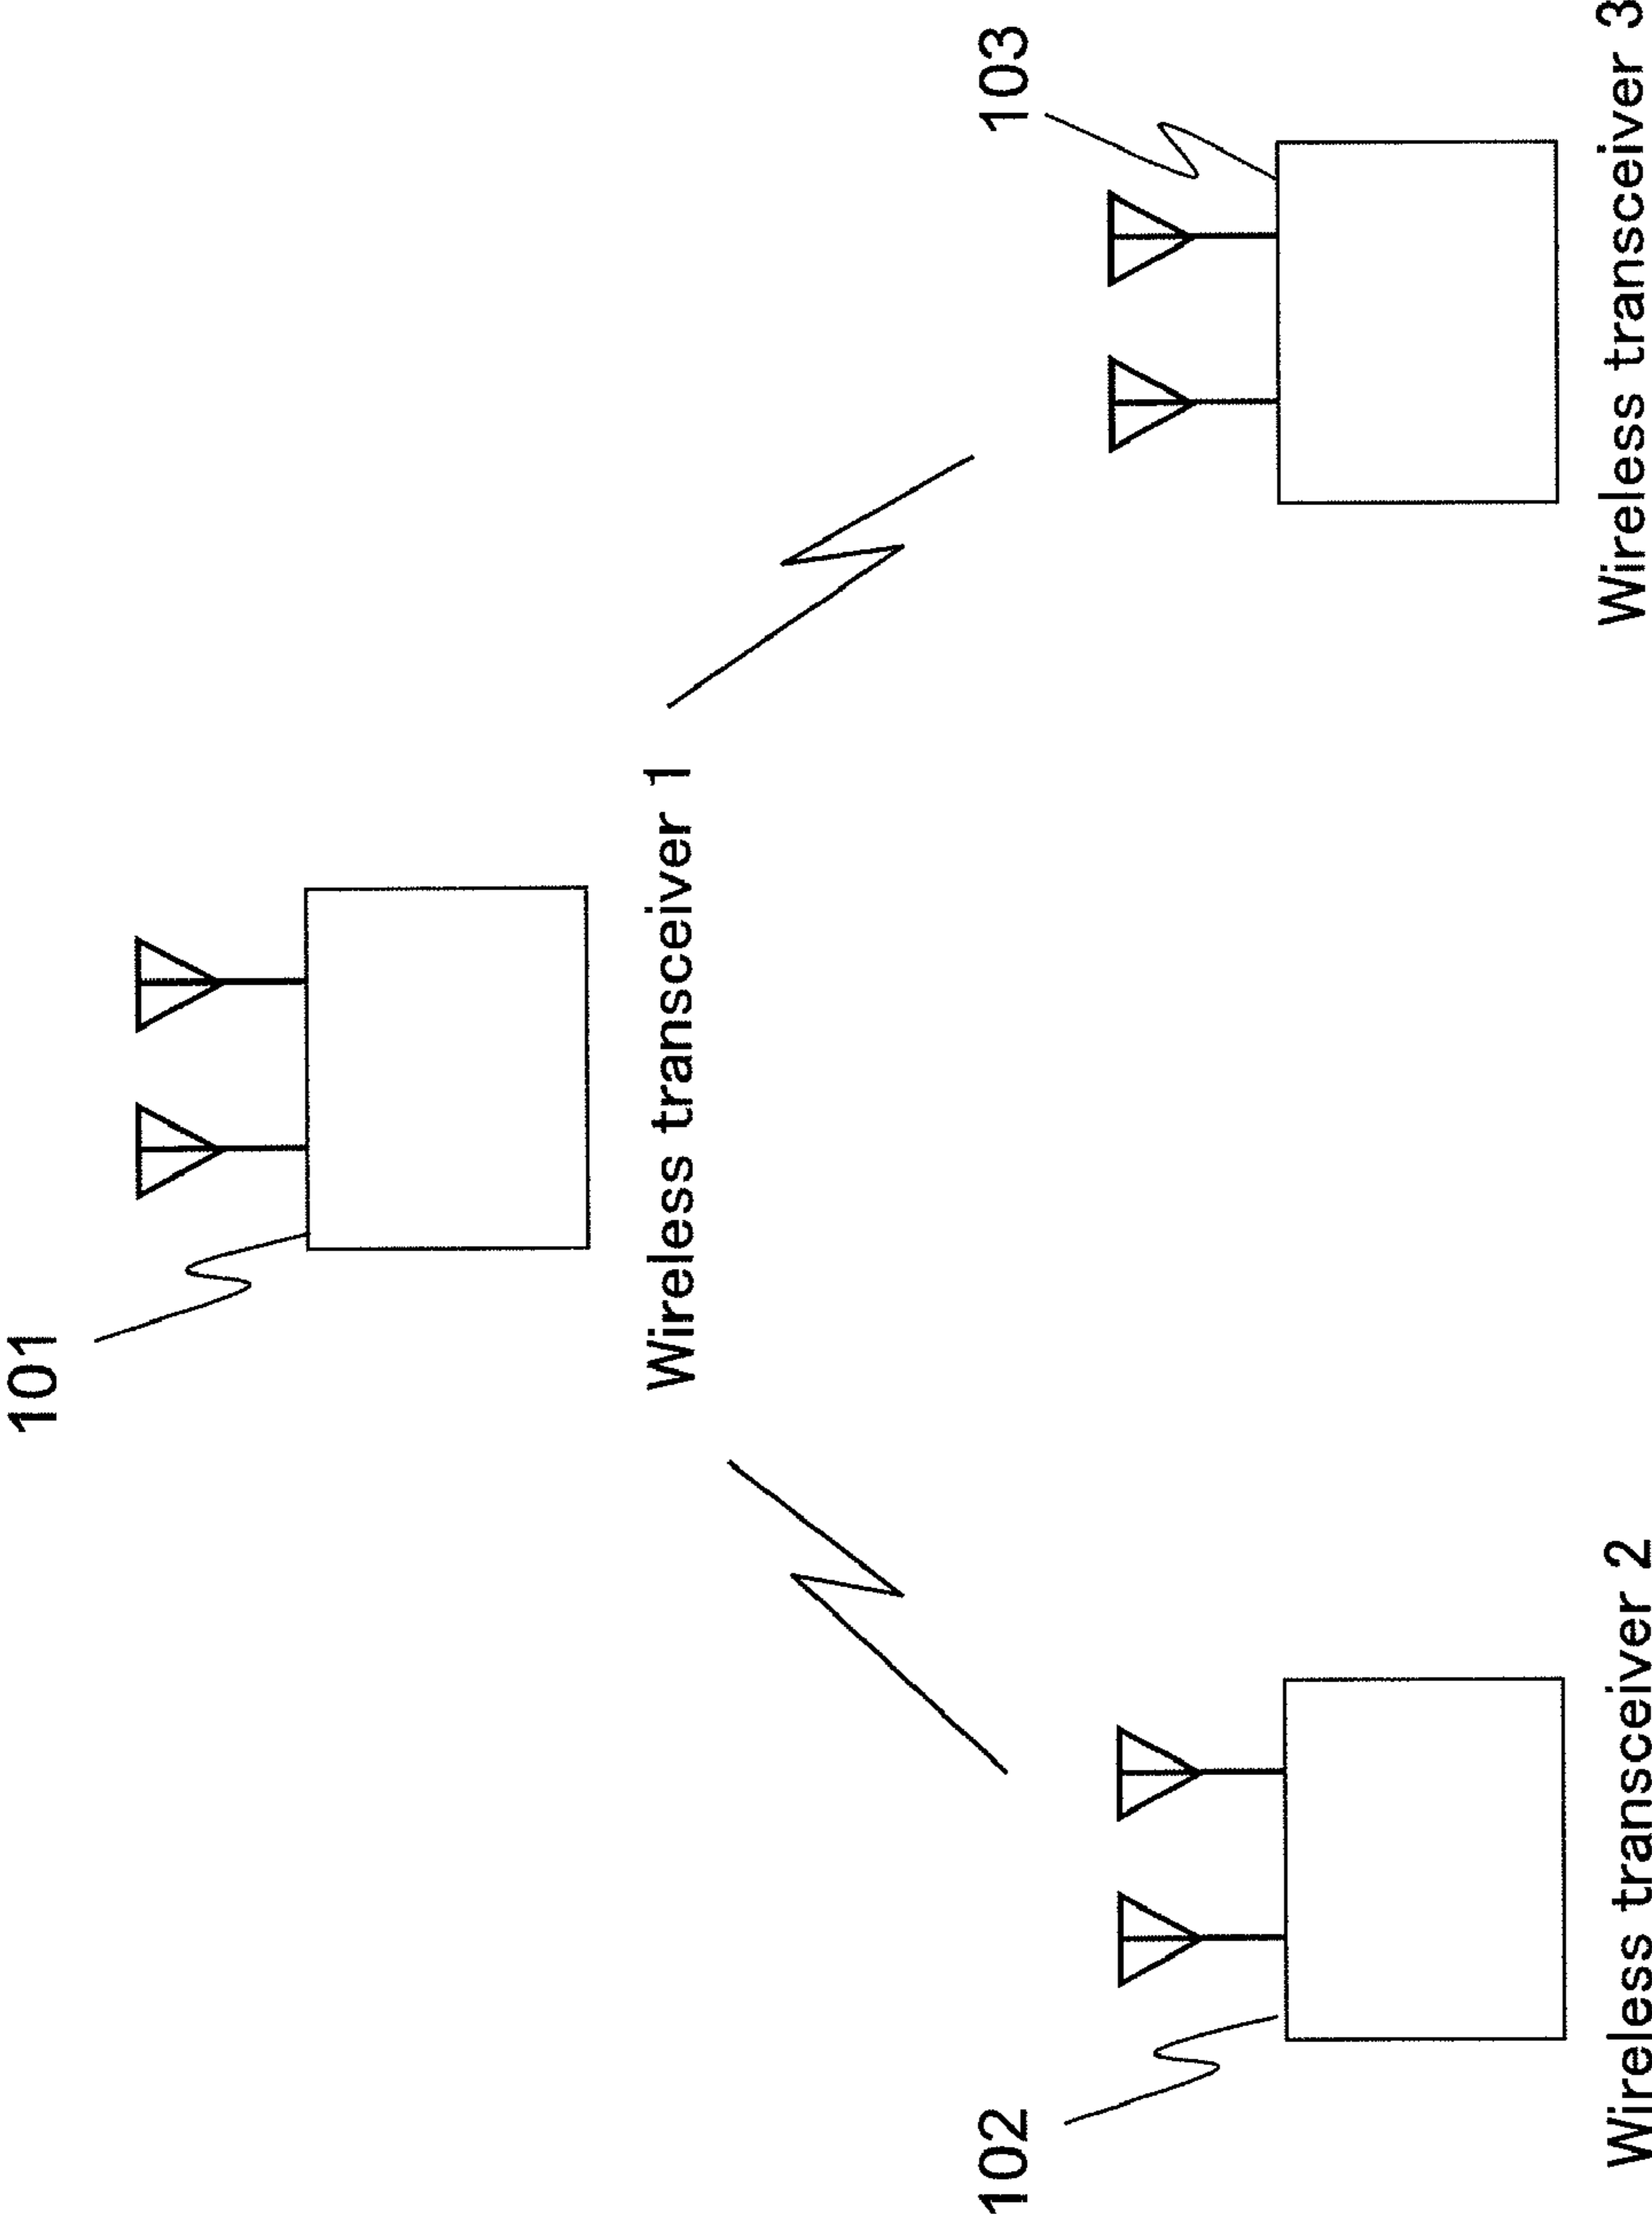 101
Wireless transceiver 1
102
103
Wireless transceiver 2
Wireless transceiver 3